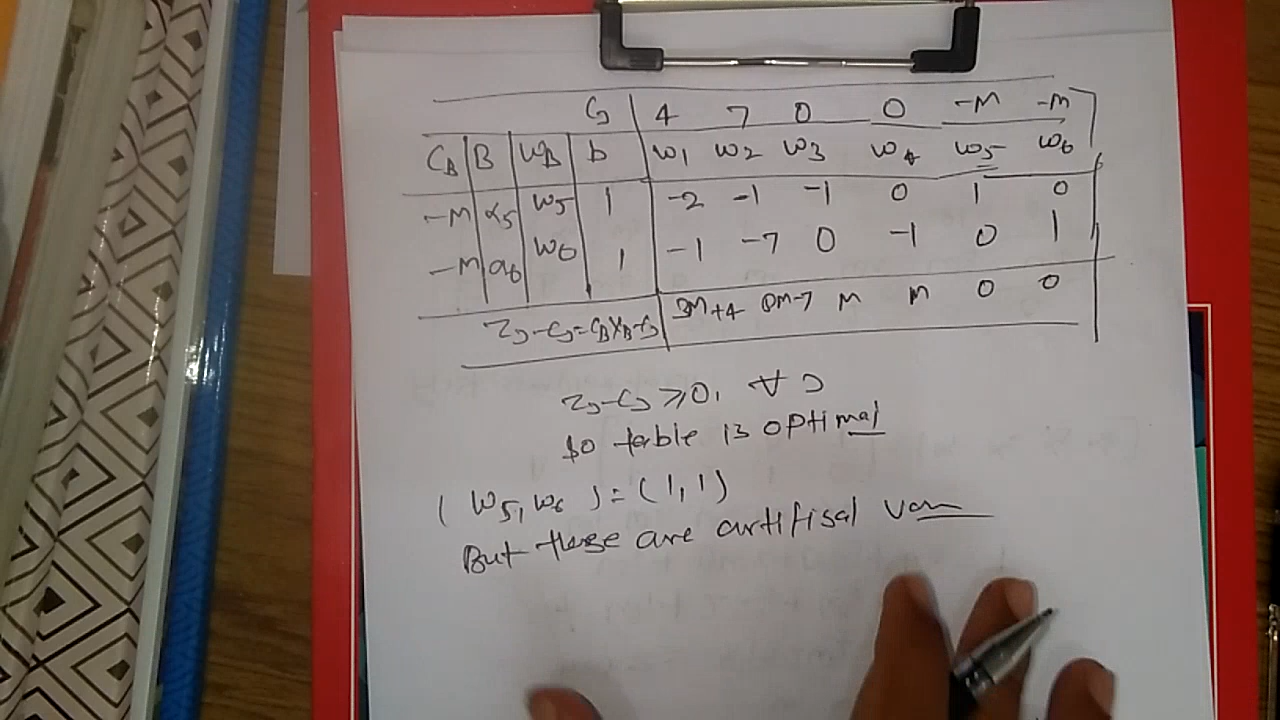 Cj 4 7 0 0 -M -M
CB B WB b w1 w2 w3 w4 w5 w6
-M α5 w5 1 -2 -1 -1 0 1 0
-M α6 w6 1 -1 -7 0 -1 0 1
Zj-Cj=CBXB-Cj 3M+4 8M-7 M M 0 0
Zj-Cj ≥0, ∀ j
so table is optimal
( w5, w6 ) = (1,1)
But these are artifisal var